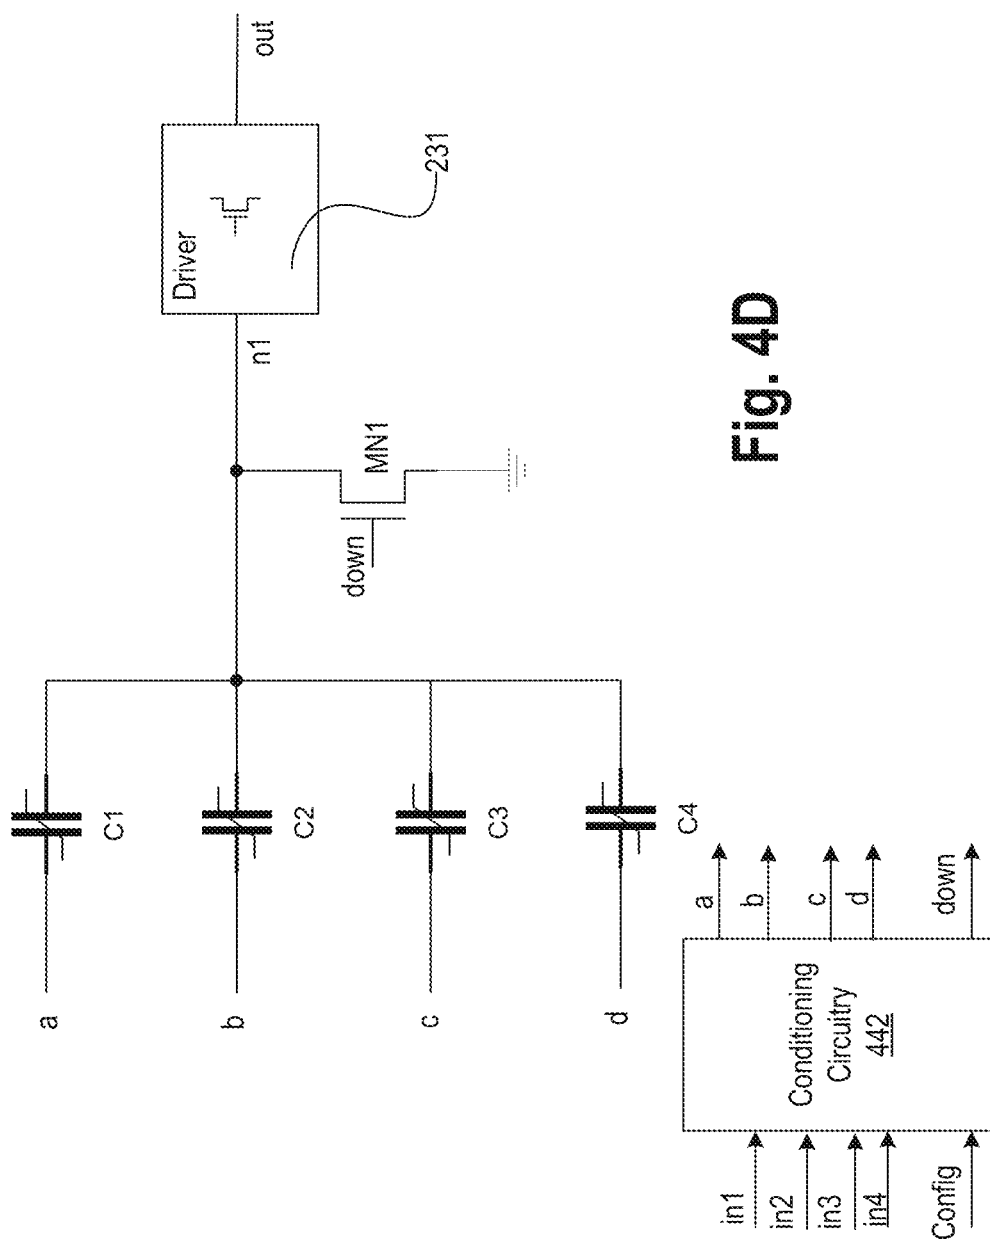 a
C1
b
C2
c
C3
d
C4
down
MN1
n1
Driver
out
231
in1
in2
in3
in4
Config
Conditioning
Circuitry
442
a
b
c
d
down
Fig. 4D